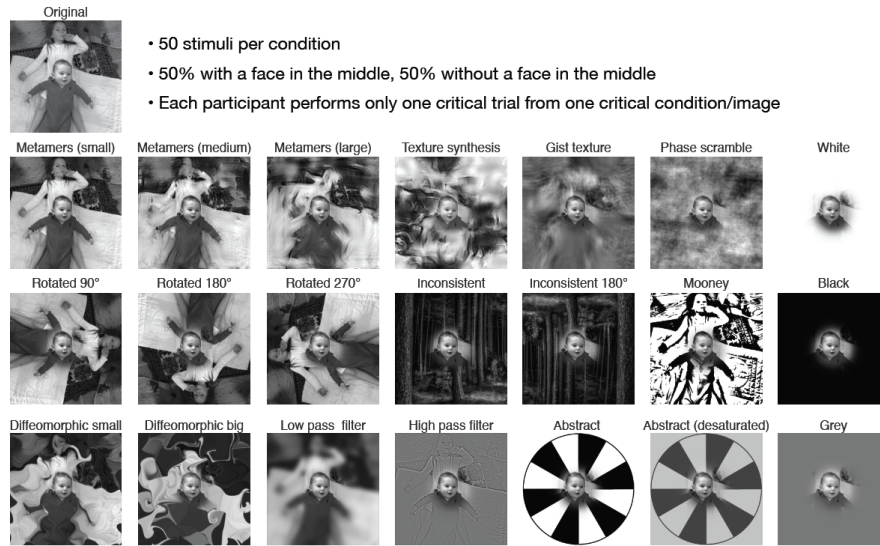 Original
• 50 stimuli per condition
• 50% with a face in the middle, 50% without a face in the middle
• Each participant performs only one critical trial from one critical condition/image
Metamers (small) Metamers (medium) Metamers (large) Texture synthesis Gist texture Phase scramble White
Rotated 90° Rotated 180° Rotated 270° Inconsistent Inconsistent 180° Mooney Black
Diffeomorphic small Diffeomorphic big Low pass filter High pass filter Abstract Abstract (desaturated) Grey